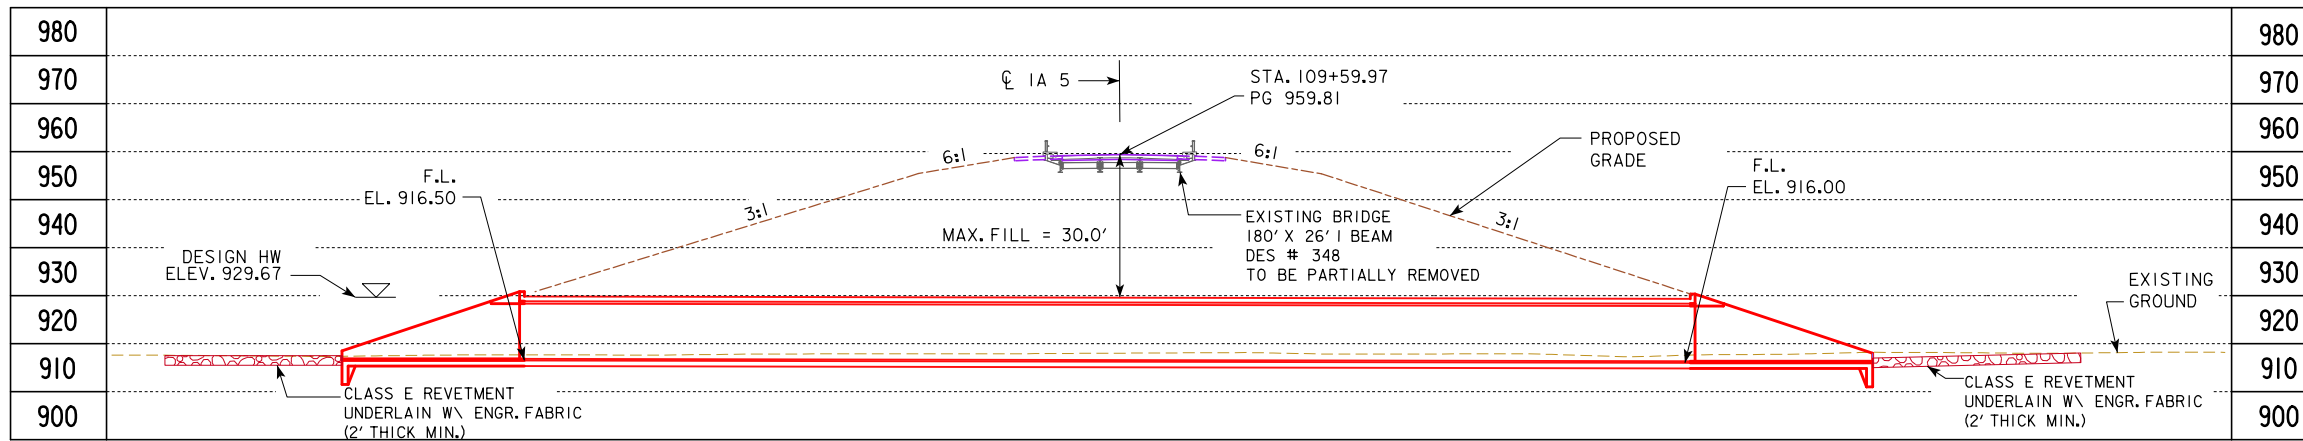 980
970
960
950
940
930
920
910
900
℄ IA 5
STA. 109+59.97
PG 959.81
6:1
6:1
PROPOSED
GRADE
F.L.
EL. 916.50
F.L.
EL. 916.00
3:1
3:1
MAX. FILL = 30.0'
EXISTING BRIDGE
180' X 26' I BEAM
DES # 348
TO BE PARTIALLY REMOVED
DESIGN HW
ELEV. 929.67
EXISTING
GROUND
CLASS E REVETMENT
UNDERLAIN W\ ENGR. FABRIC
(2' THICK MIN.)
CLASS E REVETMENT
UNDERLAIN W\ ENGR. FABRIC
(2' THICK MIN.)
980
970
960
950
940
930
920
910
900